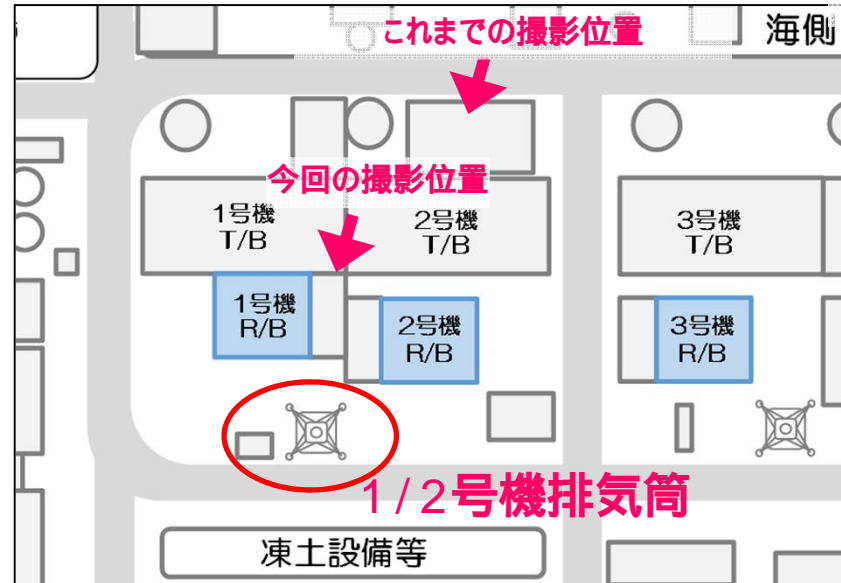 これまでの撮影位置
海側
今回の撮影位置
1号機
T/B
2号機
T/B
3号機
T/B
1号機
R/B
2号機
R/B
3号機
R/B
1/2号機排気筒
凍土設備等